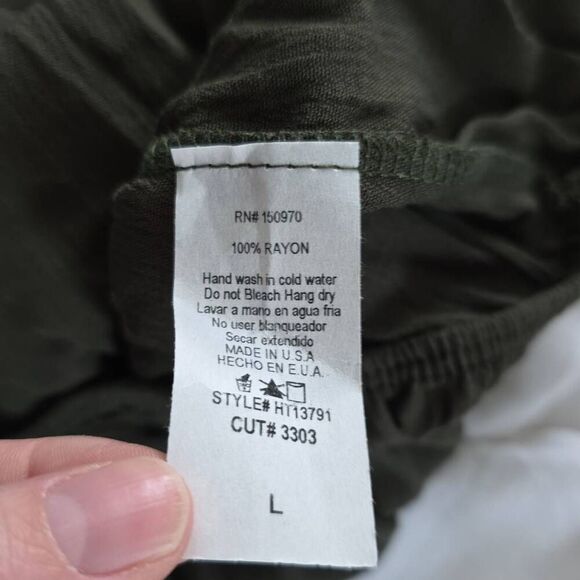 RN# 150970
100% RAYON
Hand wash in cold water
Do not Bleach Hang dry
Lavar a mano en agua fria
No user blanqueador
Secar extendido
MADE IN U.S.A
HECHO EN E.U.A.
STYLE# HT13791
CUT# 3303
L